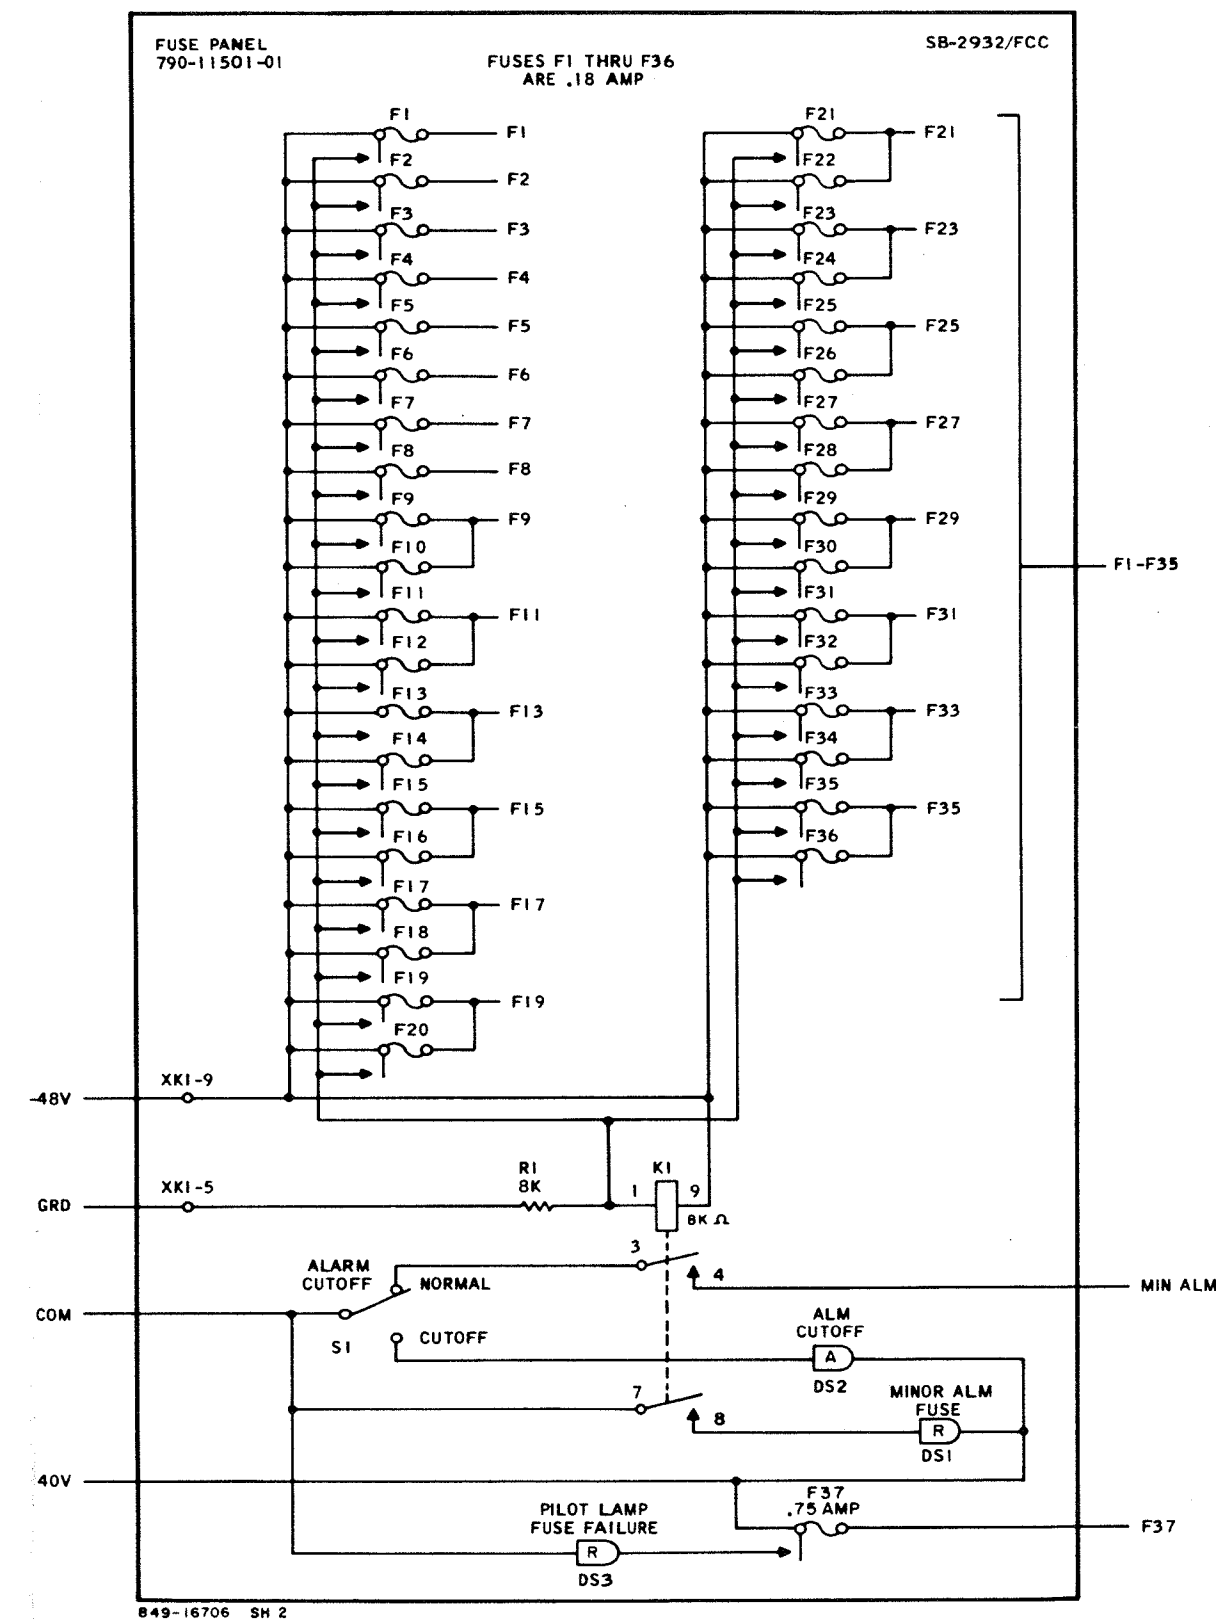 FUSE PANEL
790-11501-01
FUSES F1 THRU F36
ARE .18 AMP
SB-2932/FCC
F1
F1
F2
F2
F3
F3
F4
F4
F5
F5
F6
F6
F7
F7
F8
F8
F9
F9
F10
F11
F11
F12
F13
F13
F14
F15
F15
F16
F17
F17
F18
F19
F19
F20
F21
F21
F22
F23
F23
F24
F25
F25
F26
F27
F27
F28
F29
F29
F30
F31
F31
F32
F33
F33
F34
F35
F35
F36
F1-F35
-48V
XK1-9
GRD
XK1-5
R1
8K
K1
1
9
8K Ω
3
4
MIN ALM
ALARM
CUTOFF
NORMAL
COM
S1
CUTOFF
ALM
CUTOFF
A
DS2
7
8
MINOR ALM
FUSE
R
DS1
40V
F37
.75 AMP
F37
PILOT LAMP
FUSE FAILURE
R
DS3
849-16706 SH 2